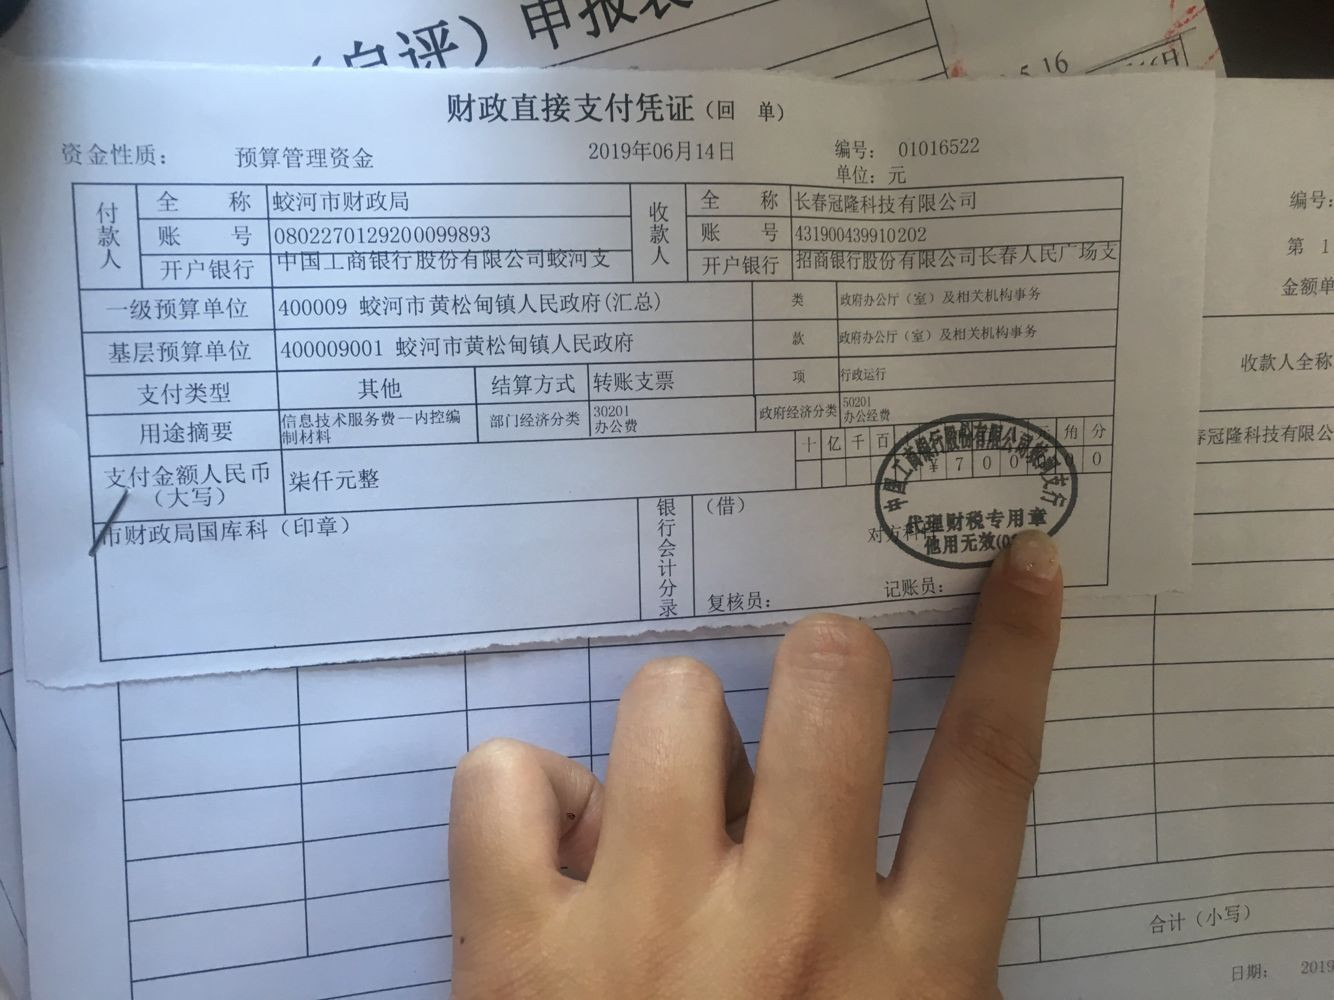 （自评）申报表
5.16
财政直接支付凭证（回 单）
资金性质： 预算管理资金 2019年06月14日 编号： 01016522
单位：元
付款人 全 称 蛟河市财政局 收款人 全 称 长春冠隆科技有限公司
账 号 0802270129200099893 账 号 431900439910202
开户银行 中国工商银行股份有限公司蛟河支 开户银行 招商银行股份有限公司长春人民广场支
一级预算单位 400009 蛟河市黄松甸镇人民政府(汇总) 类 政府办公厅（室）及相关机构事务
基层预算单位 400009001 蛟河市黄松甸镇人民政府 款 政府办公厅（室）及相关机构事务
支付类型 其他 结算方式 转账支票 项 行政运行
用途摘要 信息技术服务费--内控编制材料 部门经济分类 30201 办公费 政府经济分类 50201 办公经费
支付金额人民币（大写） 柒仟元整 十 亿 千 百 元 角 分
¥ 7 0 0 0 0
市财政局国库科（印章） 银行会计分录 （借）
对方科
复核员： 记账员：
中国工商银行股份有限公司 支行
代理财税专用章
他用无效(0
编号：
第 1
金额单
收款人全称
春冠隆科技有限公
合计（小写）
日期： 2019